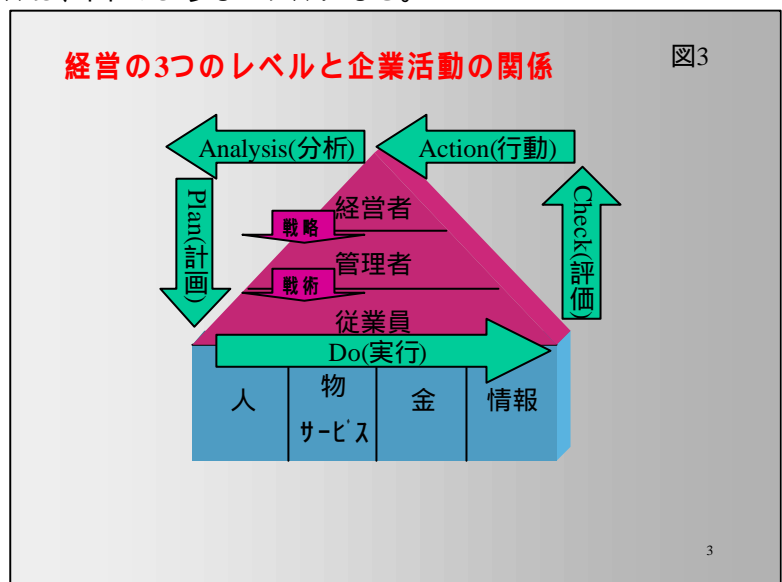 経営の3つのレベルと企業活動の関係
図3
Analysis(分析)
Action(行動)
Plan(計画)
Check(評価)
経営者
戦略
管理者
戦術
従業員
Do(実行)
人
物
サービス
金
情報
3